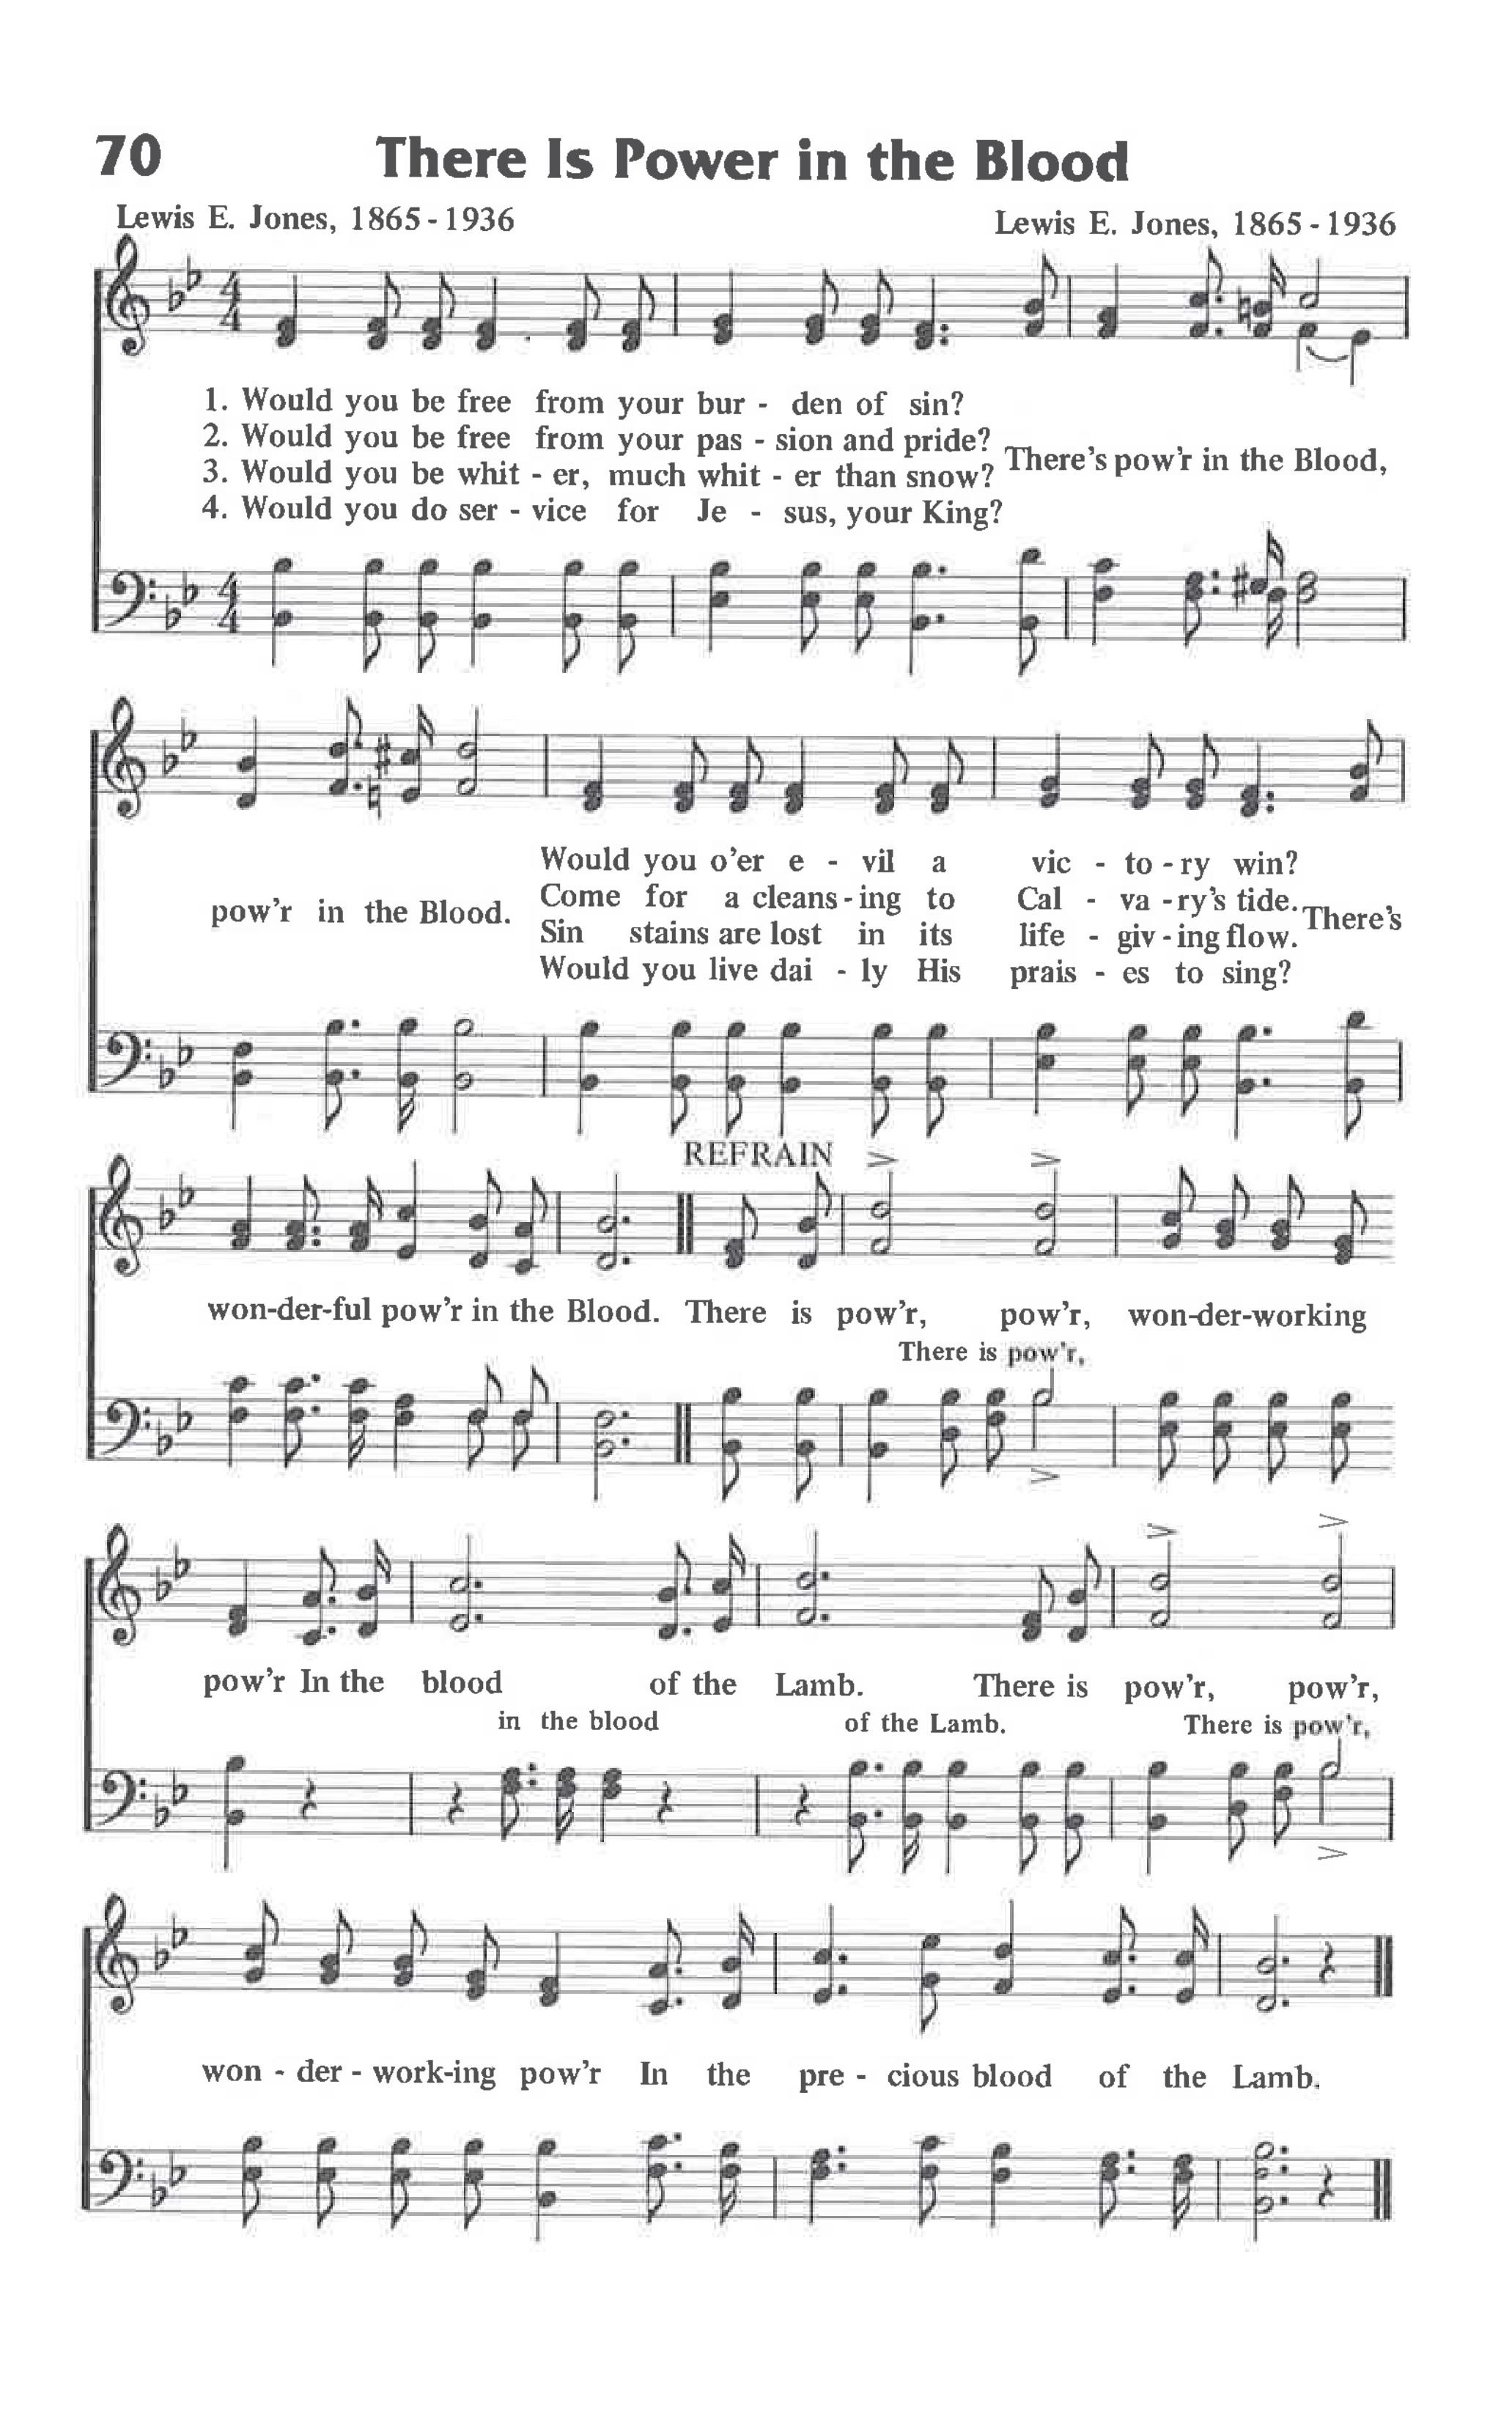 70 There Is Power in the Blood
Lewis E. Jones, 1865-1936 Lewis E. Jones, 1865-1936
1. Would you be free from your bur - den of sin?
2. Would you be free from your pas - sion and pride?
3. Would you be whit - er, much whit - er than snow?
4. Would you do ser - vice for Je - sus, your King?
There's pow'r in the Blood,
pow'r in the Blood.
Would you o'er e - vil a vic - to - ry win?
Come for a cleans - ing to Cal - va - ry's tide.
Sin stains are lost in its life - giv - ing flow.
Would you live dai - ly His prais - es to sing?
There's
REFRAIN
won-der-ful pow'r in the Blood. There is pow'r, pow'r, won-der-working
There is pow'r,
pow'r In the blood of the Lamb. There is pow'r, pow'r,
in the blood of the Lamb. There is pow'r,
won - der - work-ing pow'r In the pre - cious blood of the Lamb.